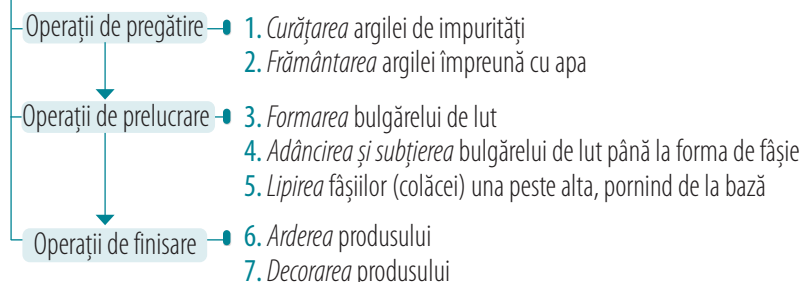 Operații de pregătire
1. Curățarea argilei de impurități
2. Frământarea argilei împreună cu apa
Operații de prelucrare
3. Formarea bulgărelui de lut
4. Adâncirea și subțierea bulgărelui de lut până la forma de fâșie
5. Lipirea fâșiilor (colăcei) una peste alta, pornind de la bază
Operații de finisare
6. Arderea produsului
7. Decorarea produsului